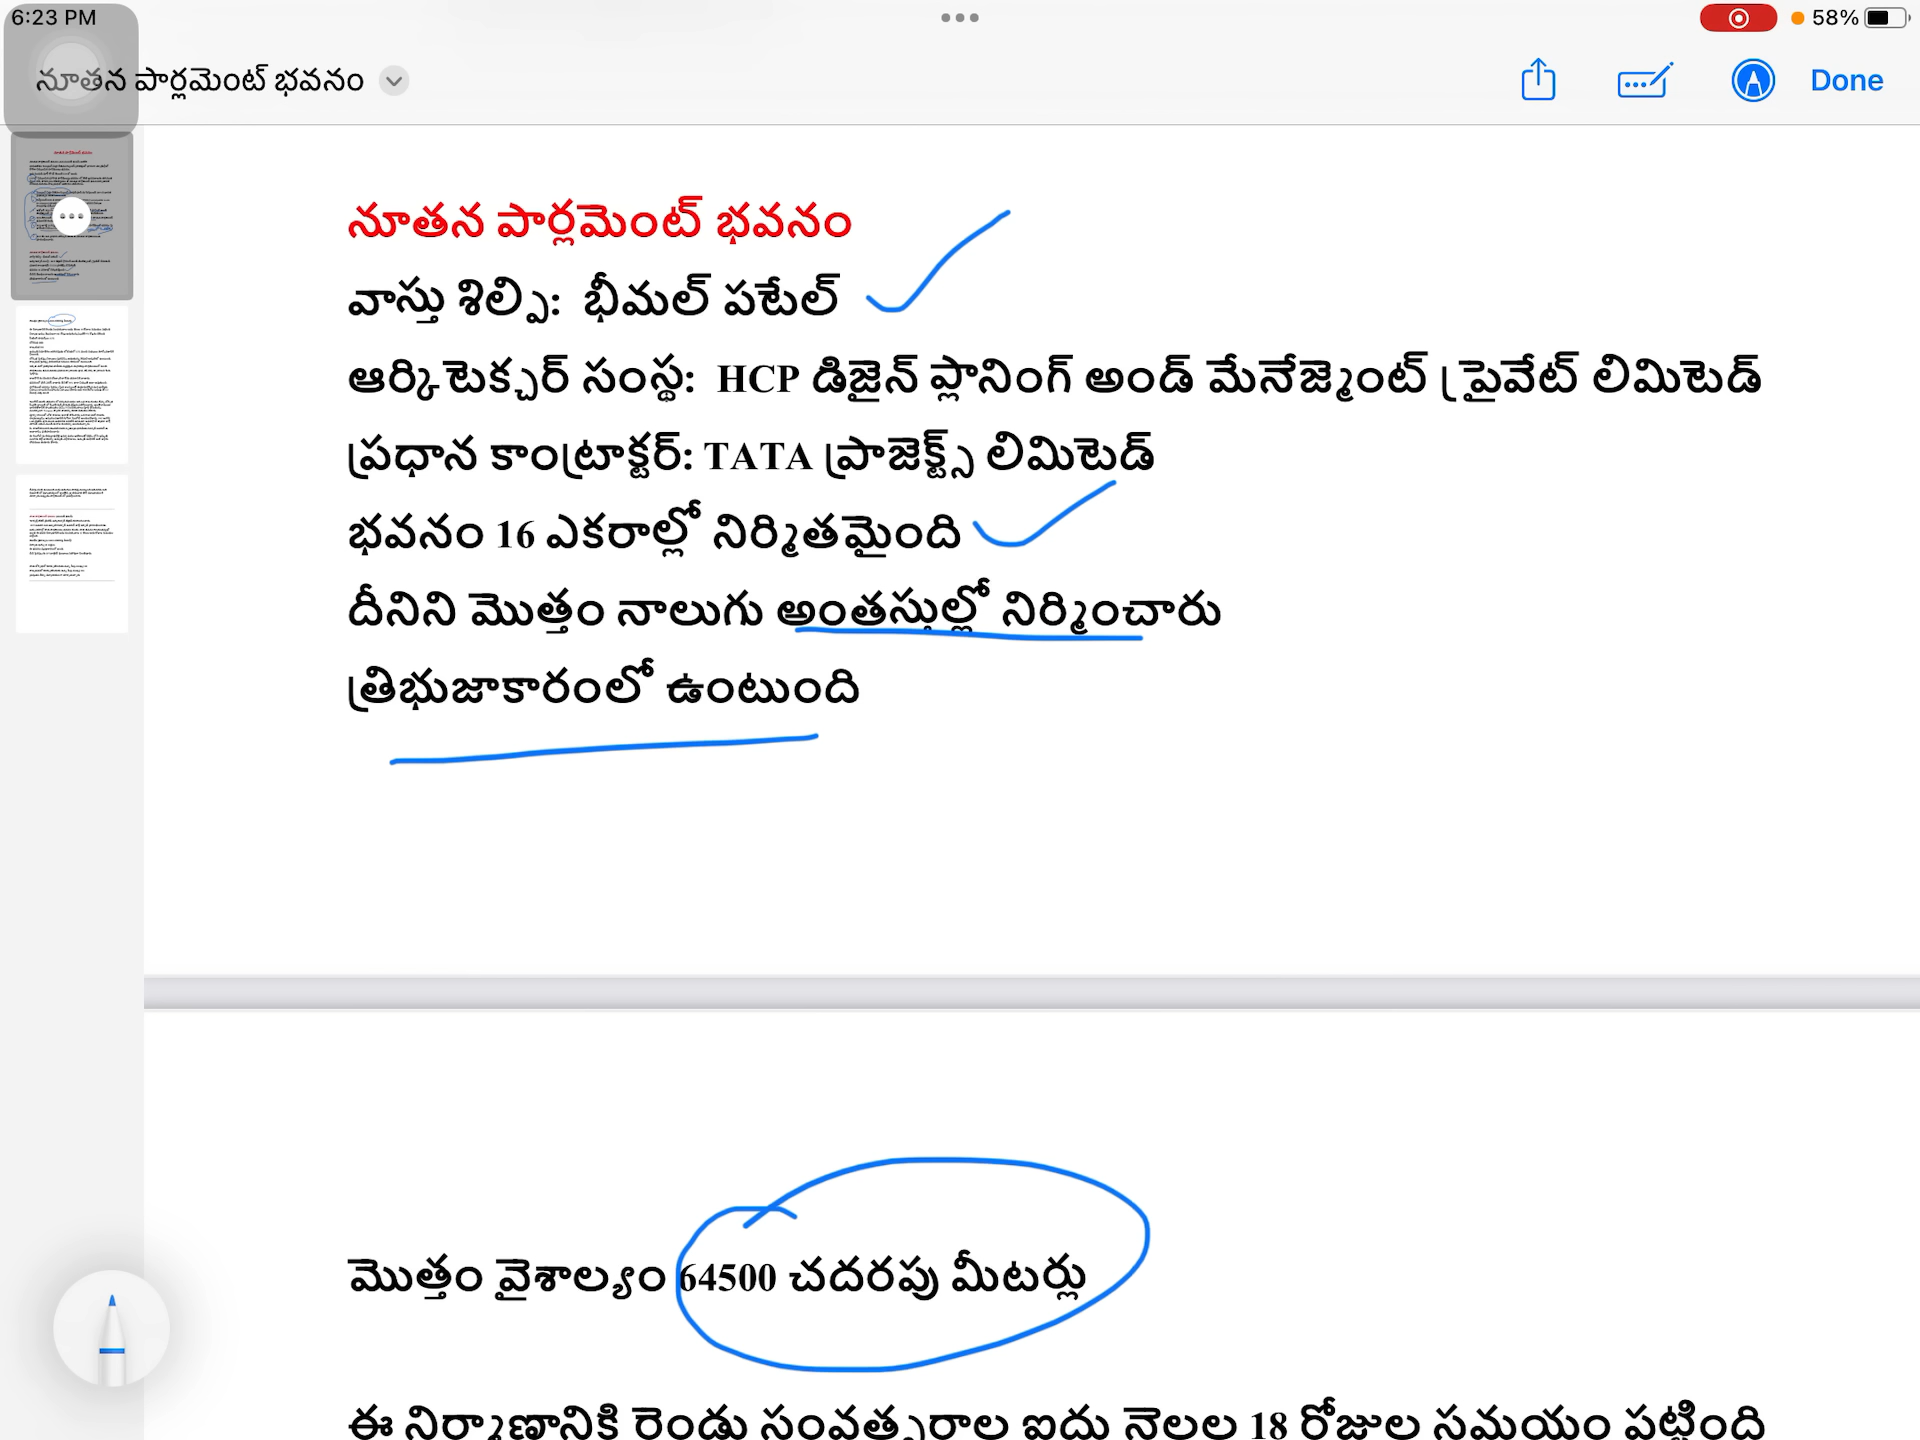 6:23 PM
58%
నూతన పార్లమెంట్ భవనం
Done
నూతన పార్లమెంట్ భవనం
వాస్తు శిల్పి: భీమల్ పటేల్
ఆర్కిటెక్చర్ సంస్థ: HCP డిజైన్ ప్లానింగ్ అండ్ మేనేజ్మెంట్ ప్రైవేట్ లిమిటెడ్
ప్రధాన కాంట్రాక్టర్: TATA ప్రాజెక్ట్స్ లిమిటెడ్
భవనం 16 ఎకరాల్లో నిర్మితమైంది
దీనిని మొత్తం నాలుగు అంతస్తుల్లో నిర్మించారు
త్రిభుజాకారంలో ఉంటుంది
మొత్తం వైశాల్యం 64500 చదరపు మీటర్లు
ఈ నిర్మాణానికి రెండు సంవత్సరాల ఐదు నెలల 18 రోజుల సమయం పట్టింది